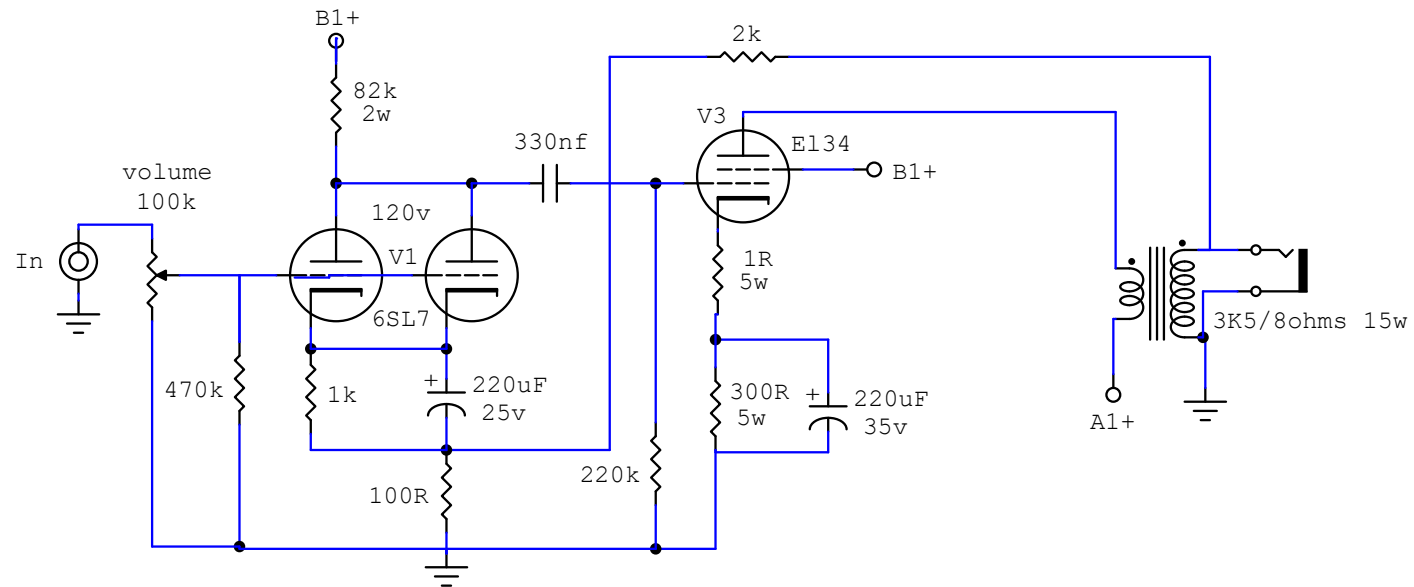 B1+
82k
2w
2k
V3
El34
330nf
B1+
volume
100k
120v
In
V1
6SL7
1R
5w
3K5/8ohms 15w
470k
1k
+
220uF
25v
300R
5w
+
220uF
35v
A1+
220k
100R